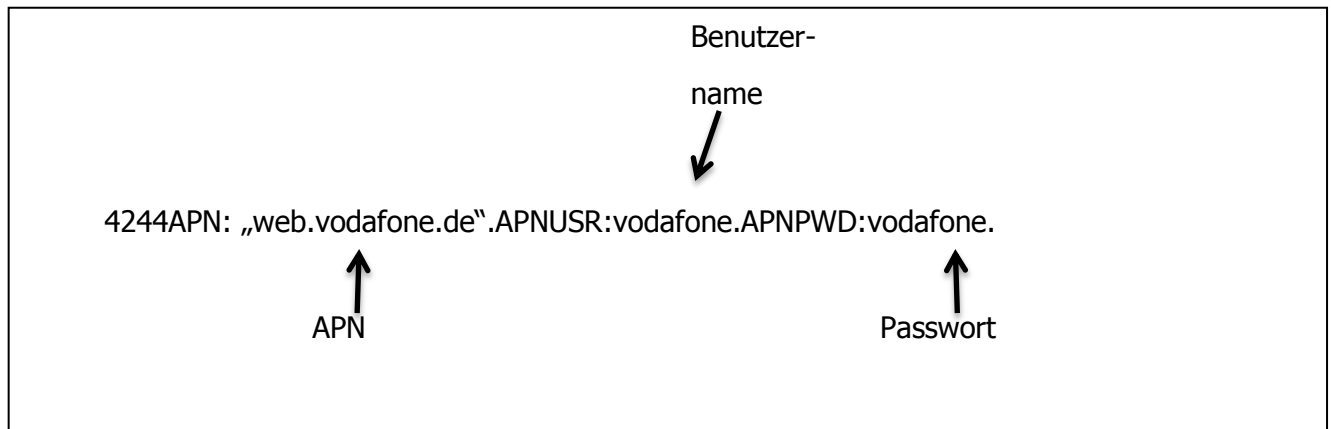 Benutzer-
name
4244APN: „web.vodafone.de“.APNUSR:vodafone.APNPWD:vodafone.
APN
Passwort